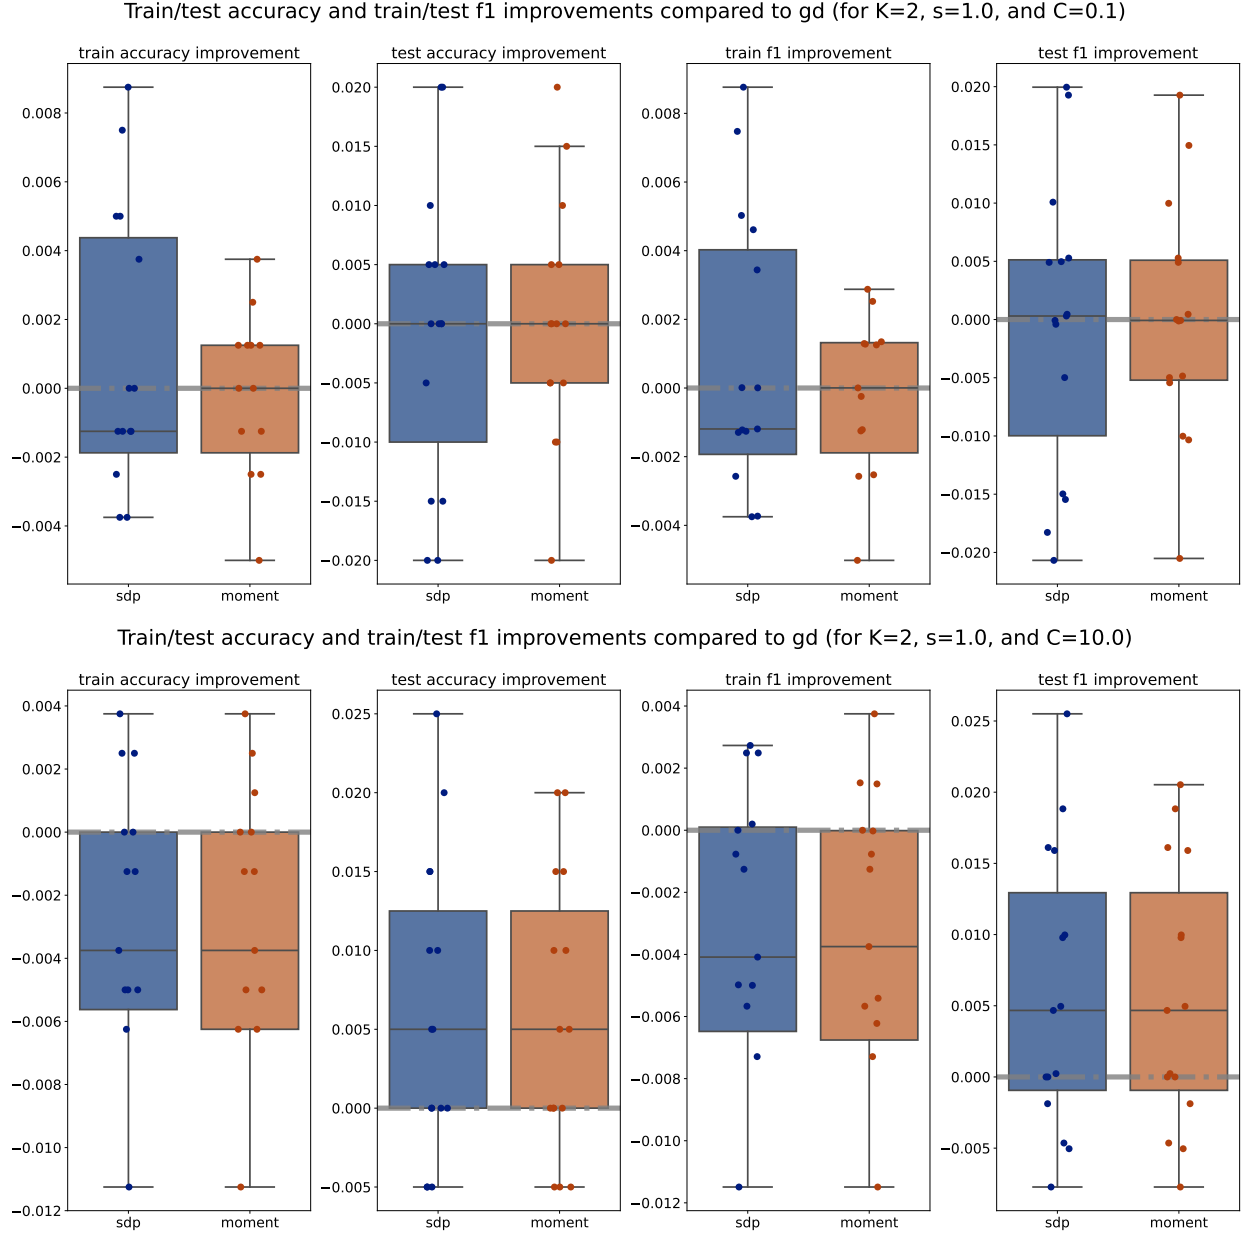 Train/test accuracy and train/test f1 improvements compared to gd (for K=2, s=1.0, and C=0.1)
train accuracy improvement
0.008
0.006
0.004
0.002
0.000
−0.002
−0.004
sdp
moment
test accuracy improvement
0.020
0.015
0.010
0.005
0.000
−0.005
−0.010
−0.015
−0.020
sdp
moment
train f1 improvement
0.008
0.006
0.004
0.002
0.000
−0.002
−0.004
sdp
moment
test f1 improvement
0.020
0.015
0.010
0.005
0.000
−0.005
−0.010
−0.015
−0.020
sdp
moment
Train/test accuracy and train/test f1 improvements compared to gd (for K=2, s=1.0, and C=10.0)
train accuracy improvement
0.004
0.002
0.000
−0.002
−0.004
−0.006
−0.008
−0.010
−0.012
sdp
moment
test accuracy improvement
0.025
0.020
0.015
0.010
0.005
0.000
−0.005
sdp
moment
train f1 improvement
0.004
0.002
0.000
−0.002
−0.004
−0.006
−0.008
−0.010
−0.012
sdp
moment
test f1 improvement
0.025
0.020
0.015
0.010
0.005
0.000
−0.005
sdp
moment